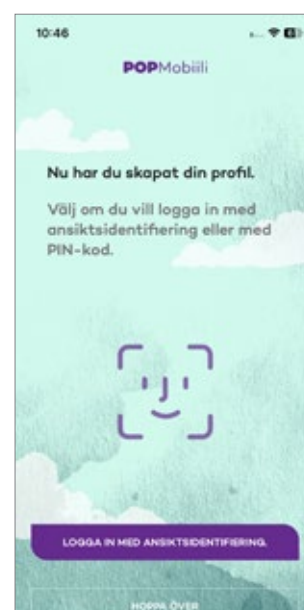 10:46
POPMobiili
Nu har du skapat din profil.
Välj om du vill logga in med
ansiktsidentifiering eller med
PIN-kod.
LOGGA IN MED ANSIKTSIDENTIFIERING.
HOPPA ÖVER